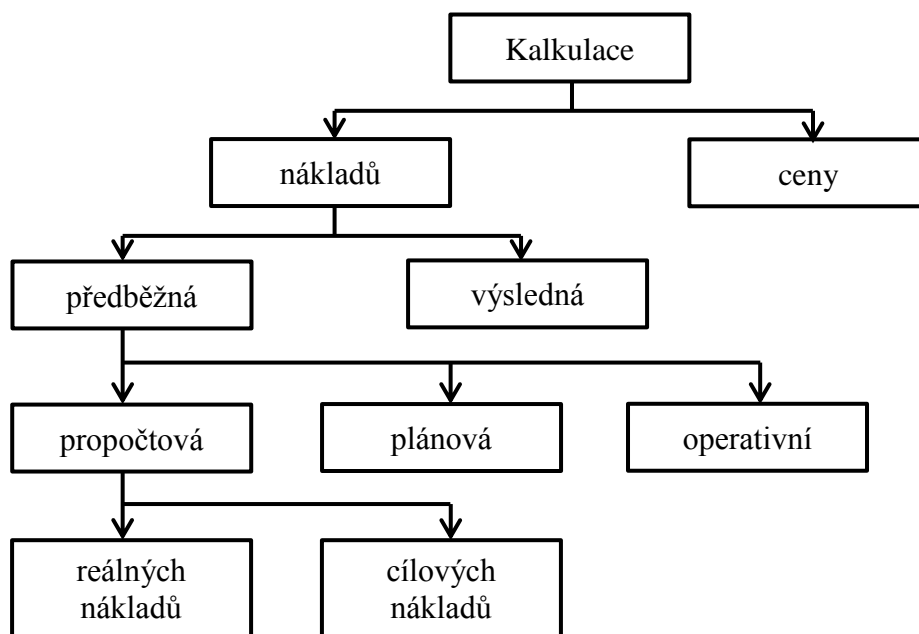 Kalkulace
nákladů
ceny
předběžná
výsledná
propočtová
plánová
operativní
reálných
nákladů
cílových
nákladů